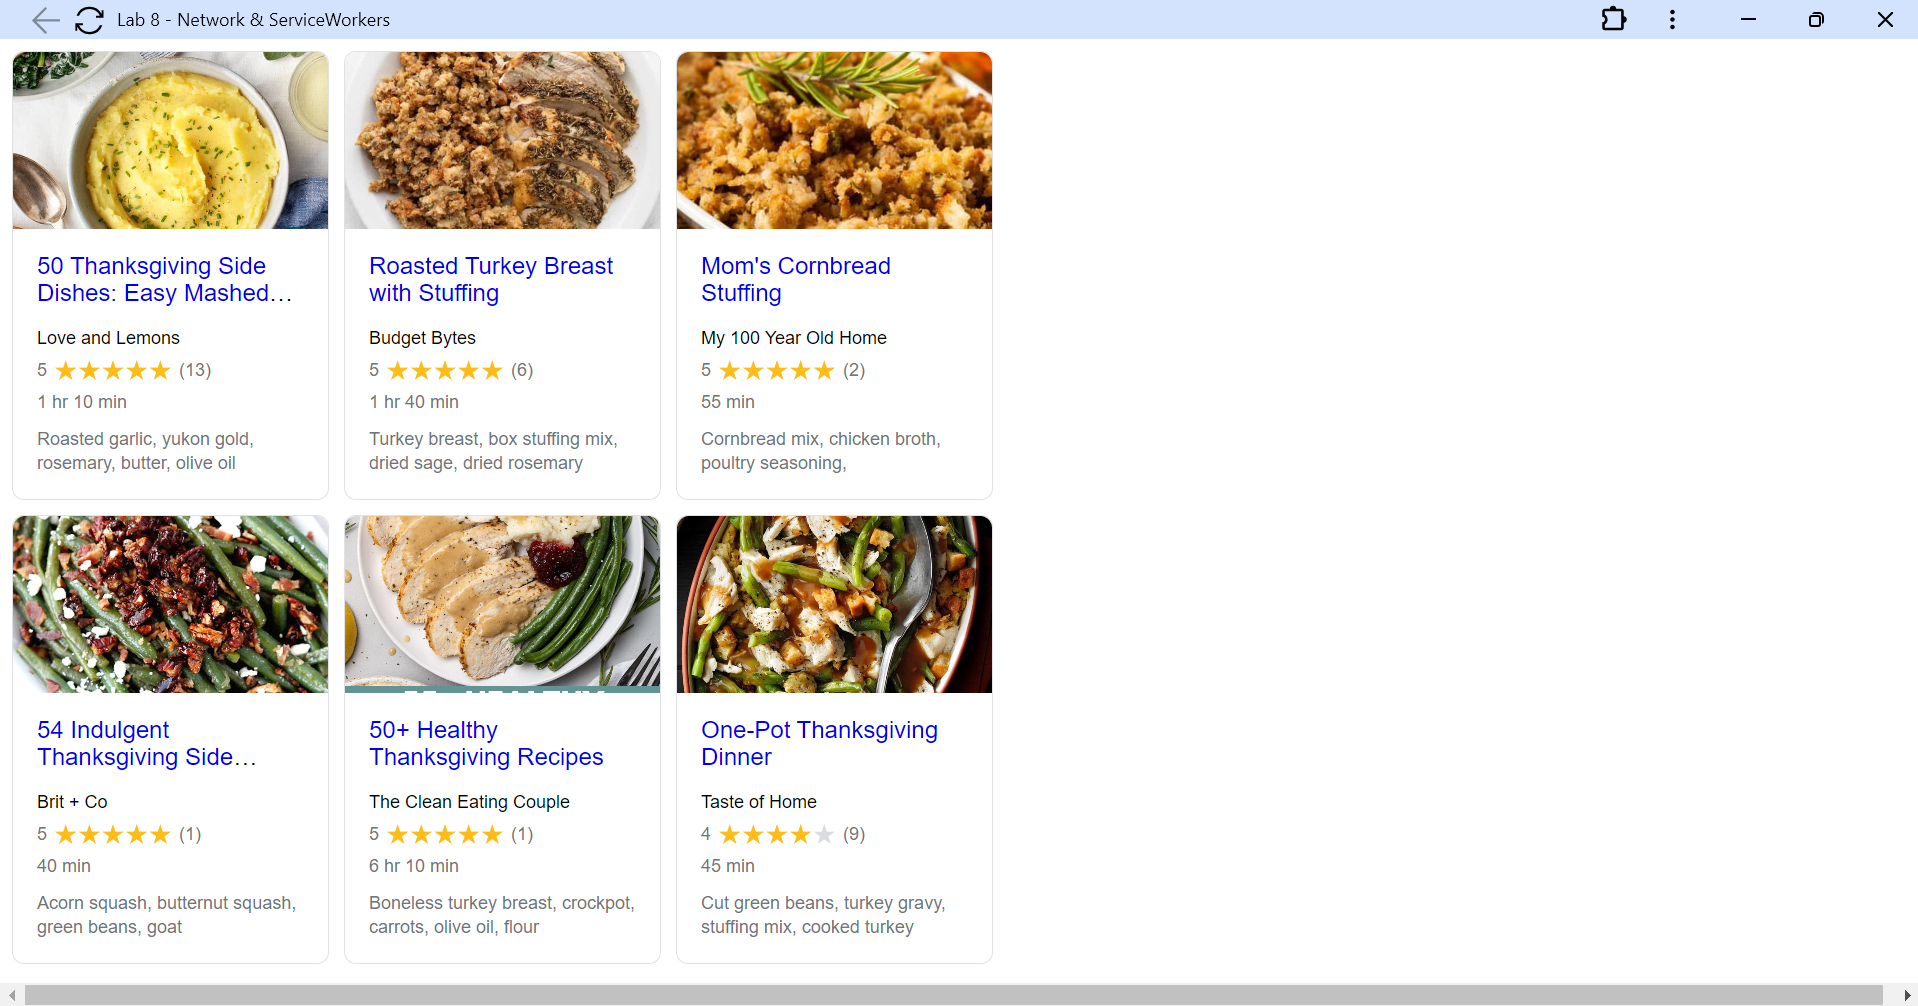 Lab 8 - Network & ServiceWorkers
50 Thanksgiving Side
Dishes: Easy Mashed...
Love and Lemons
5 (13)
1 hr 10 min
Roasted garlic, yukon gold,
rosemary, butter, olive oil
Roasted Turkey Breast
with Stuffing
Budget Bytes
5 (6)
1 hr 40 min
Turkey breast, box stuffing mix,
dried sage, dried rosemary
Mom's Cornbread
Stuffing
My 100 Year Old Home
5 (2)
55 min
Cornbread mix, chicken broth,
poultry seasoning,
54 Indulgent
Thanksgiving Side...
Brit + Co
5 (1)
40 min
Acorn squash, butternut squash,
green beans, goat
50+ Healthy
Thanksgiving Recipes
The Clean Eating Couple
5 (1)
6 hr 10 min
Boneless turkey breast, crockpot,
carrots, olive oil, flour
One-Pot Thanksgiving
Dinner
Taste of Home
4 (9)
45 min
Cut green beans, turkey gravy,
stuffing mix, cooked turkey